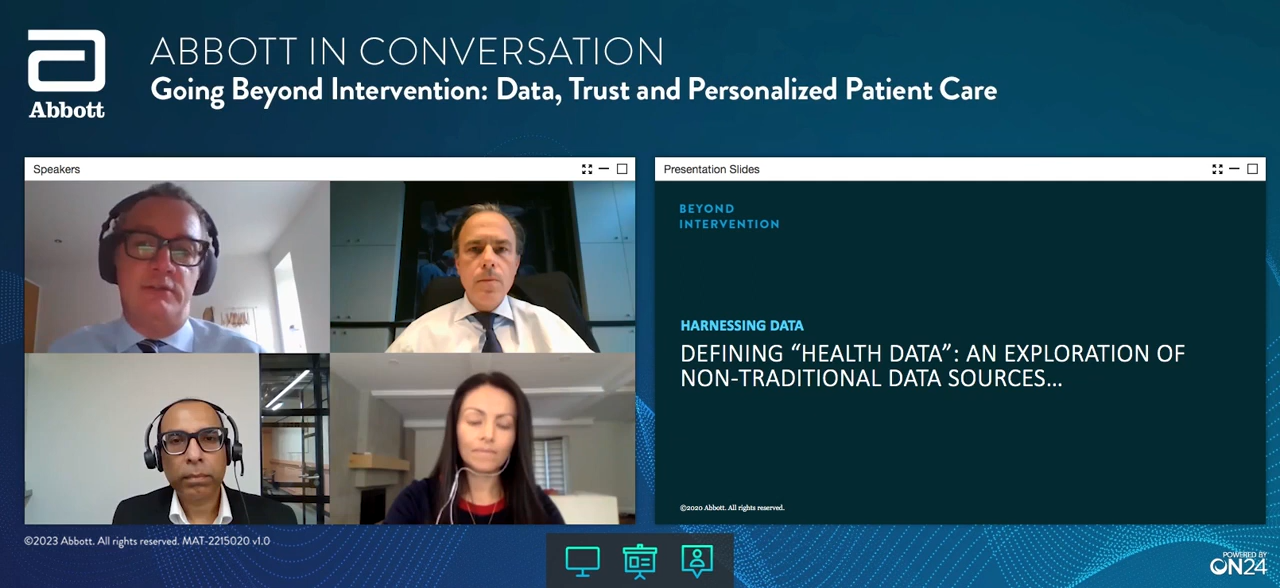 Abbott
ABBOTT IN CONVERSATION
Going Beyond Intervention: Data, Trust and Personalized Patient Care
Speakers
Presentation Slides
BEYOND
INTERVENTION
HARNESSING DATA
DEFINING “HEALTH DATA”: AN EXPLORATION OF
NON-TRADITIONAL DATA SOURCES...
©2020 Abbott. All rights reserved.
©2023 Abbott. All rights reserved. MAT-2215020 v1.0
POWERED BY
ON24